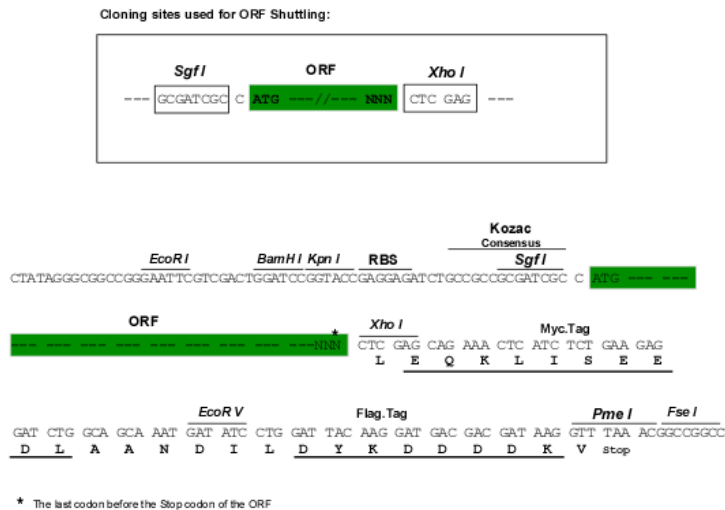 Cloning sites used for ORF Shuttling:
Sgf I ORF Xho I
--- GCGATCGC C ATG ---//--- NNN CTC GAG ---
Kozac
Consensus
EcoR I BamH I Kpn I RBS Sgf I
CTATAGGGCGGCCGGGAATTCGTCGACTGGATCCGGTACCGAGGAGATCTGCCGCCGCGATCGC C ATG --- ---
ORF
* Xho I Myc.Tag
--- --- --- --- --- --- --- --- --- ---NNN CTC GAG CAG AAA CTC ATC TCT GAA GAG
L E Q K L I S E E
EcoR V Flag.Tag Pme I Fse I
GAT CTG GCA GCA AAT GAT ATC CTG GAT TAC AAG GAT GAC GAC GAT AAG GTT TAA ACGGCCGGCC
D L A A N D I L D Y K D D D D K V Stop
* The last codon before the Stop codon of the ORF